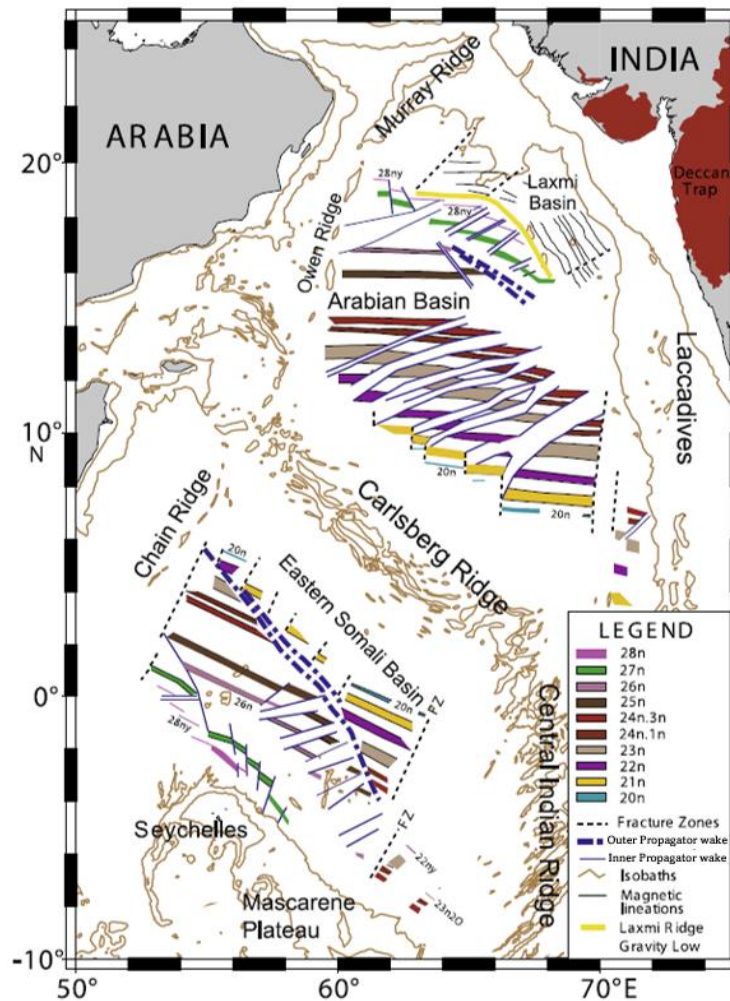 INDIA
ARABIA
Murray Ridge
20°
Deccan
Trap
28ny
Laxmi
Basin
28ny
Owen Ridge
Arabian Basin
Laccadives
10°
N
20n
20n
Carlsberg Ridge
Chain Ridge
20n
Eastern Somali Basin
LEGEND
28n
27n
26n
25n
24n.3n
24n.1n
23n
22n
21n
20n
Fracture Zones
Outer Propagator wake
Inner Propagator wake
Isobaths
Magnetic
lineations
Laxmi Ridge
Gravity Low
0°
26n
20n
FZ
28ny
Central Indian Ridge
Seychelles
FZ
22ny
23n2O
Mascarene
Plateau
-10°
50°
60°
70°E